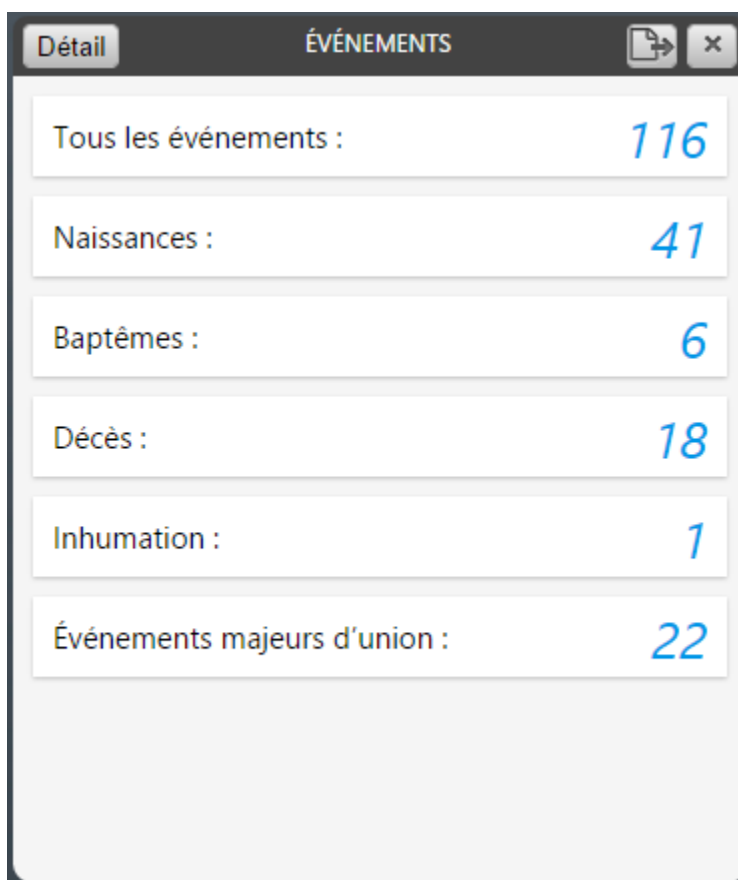 Détail ÉVÉNEMENTS
Tous les événements : 116
Naissances : 41
Baptêmes : 6
Décès : 18
Inhumation : 1
Événements majeurs d’union : 22